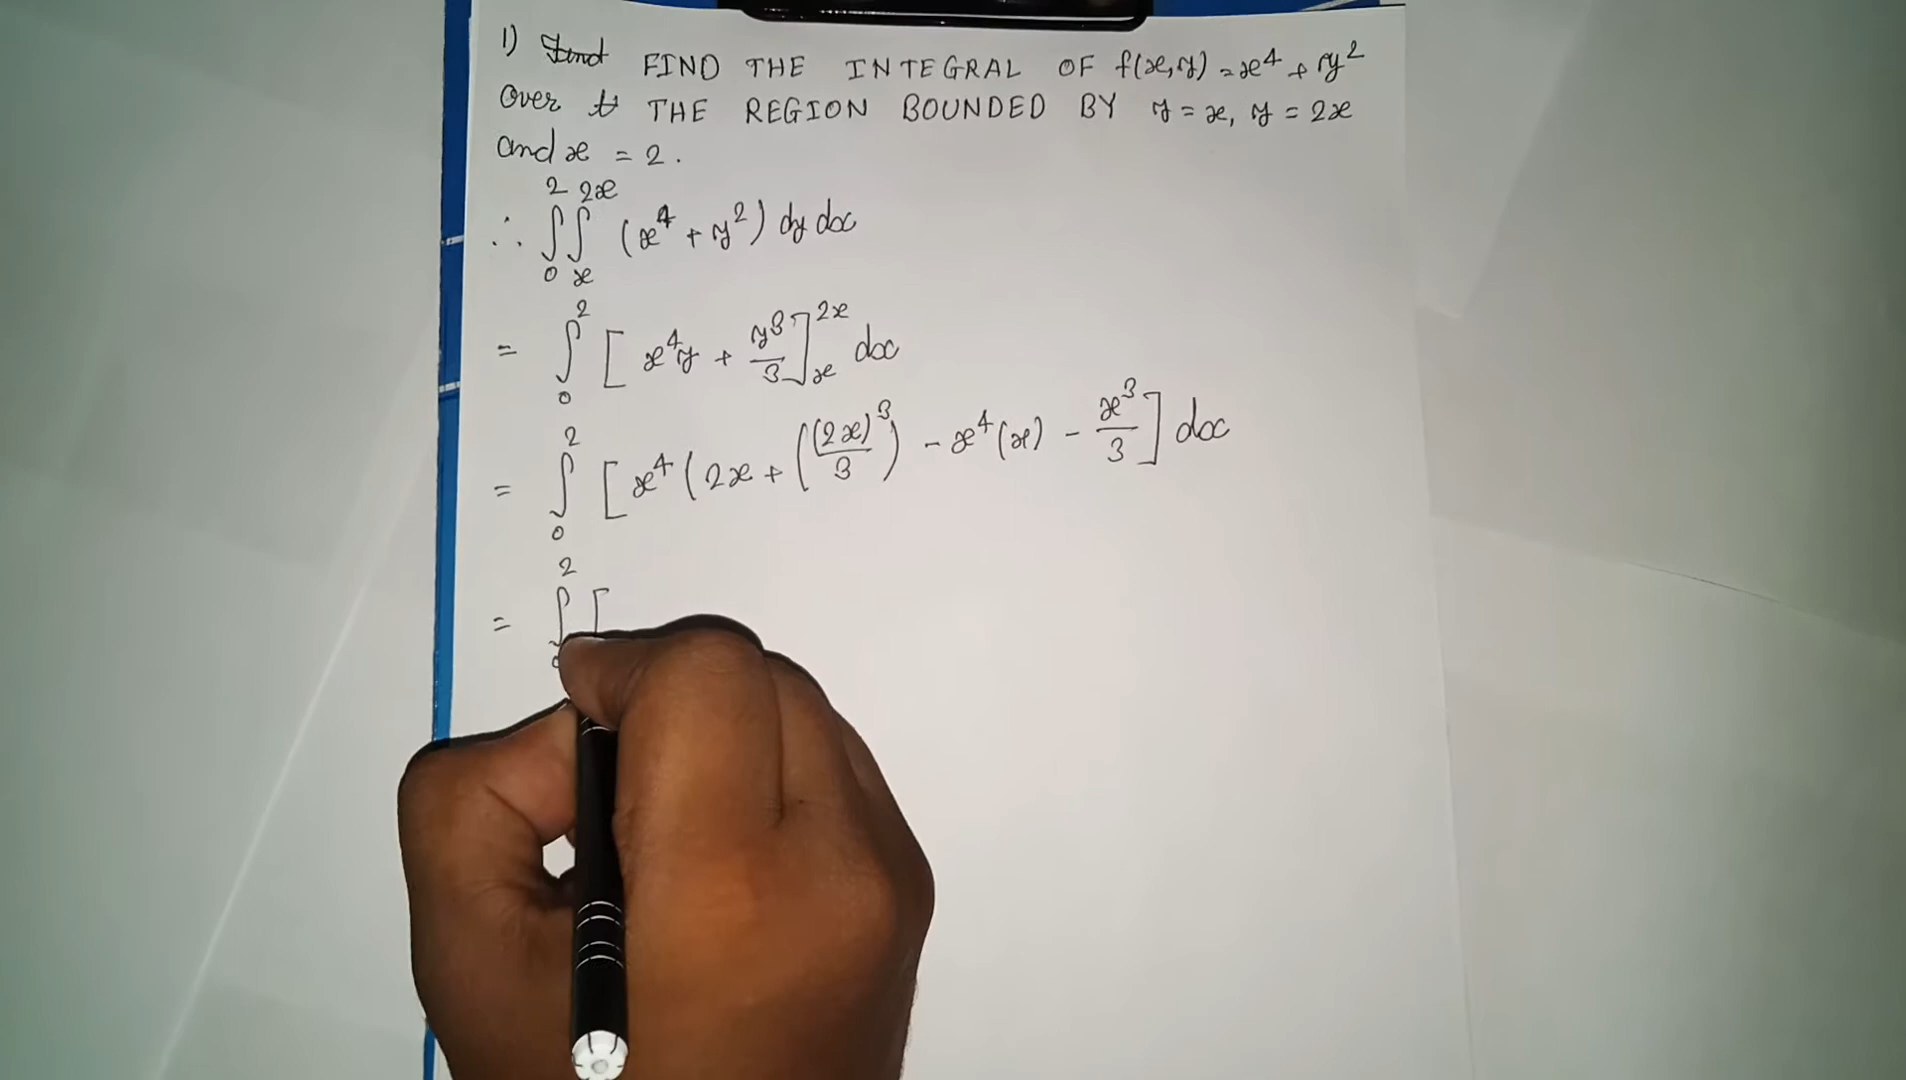 1) Find FIND THE INTEGRAL OF f(x,y) = x⁴ + y²
Over t THE REGION BOUNDED BY y = x, y = 2x
and x = 2.
∴ ∫₀² ∫ₓ²ˣ (x⁴ + y²) dy dx
= ∫₀² [ x⁴y + y³/3 ]ₓ²ˣ dx
= ∫₀² [ x⁴ (2x + ((2x)³/3) - x⁴(x) - x³/3 ] dx
= ∫₀² [